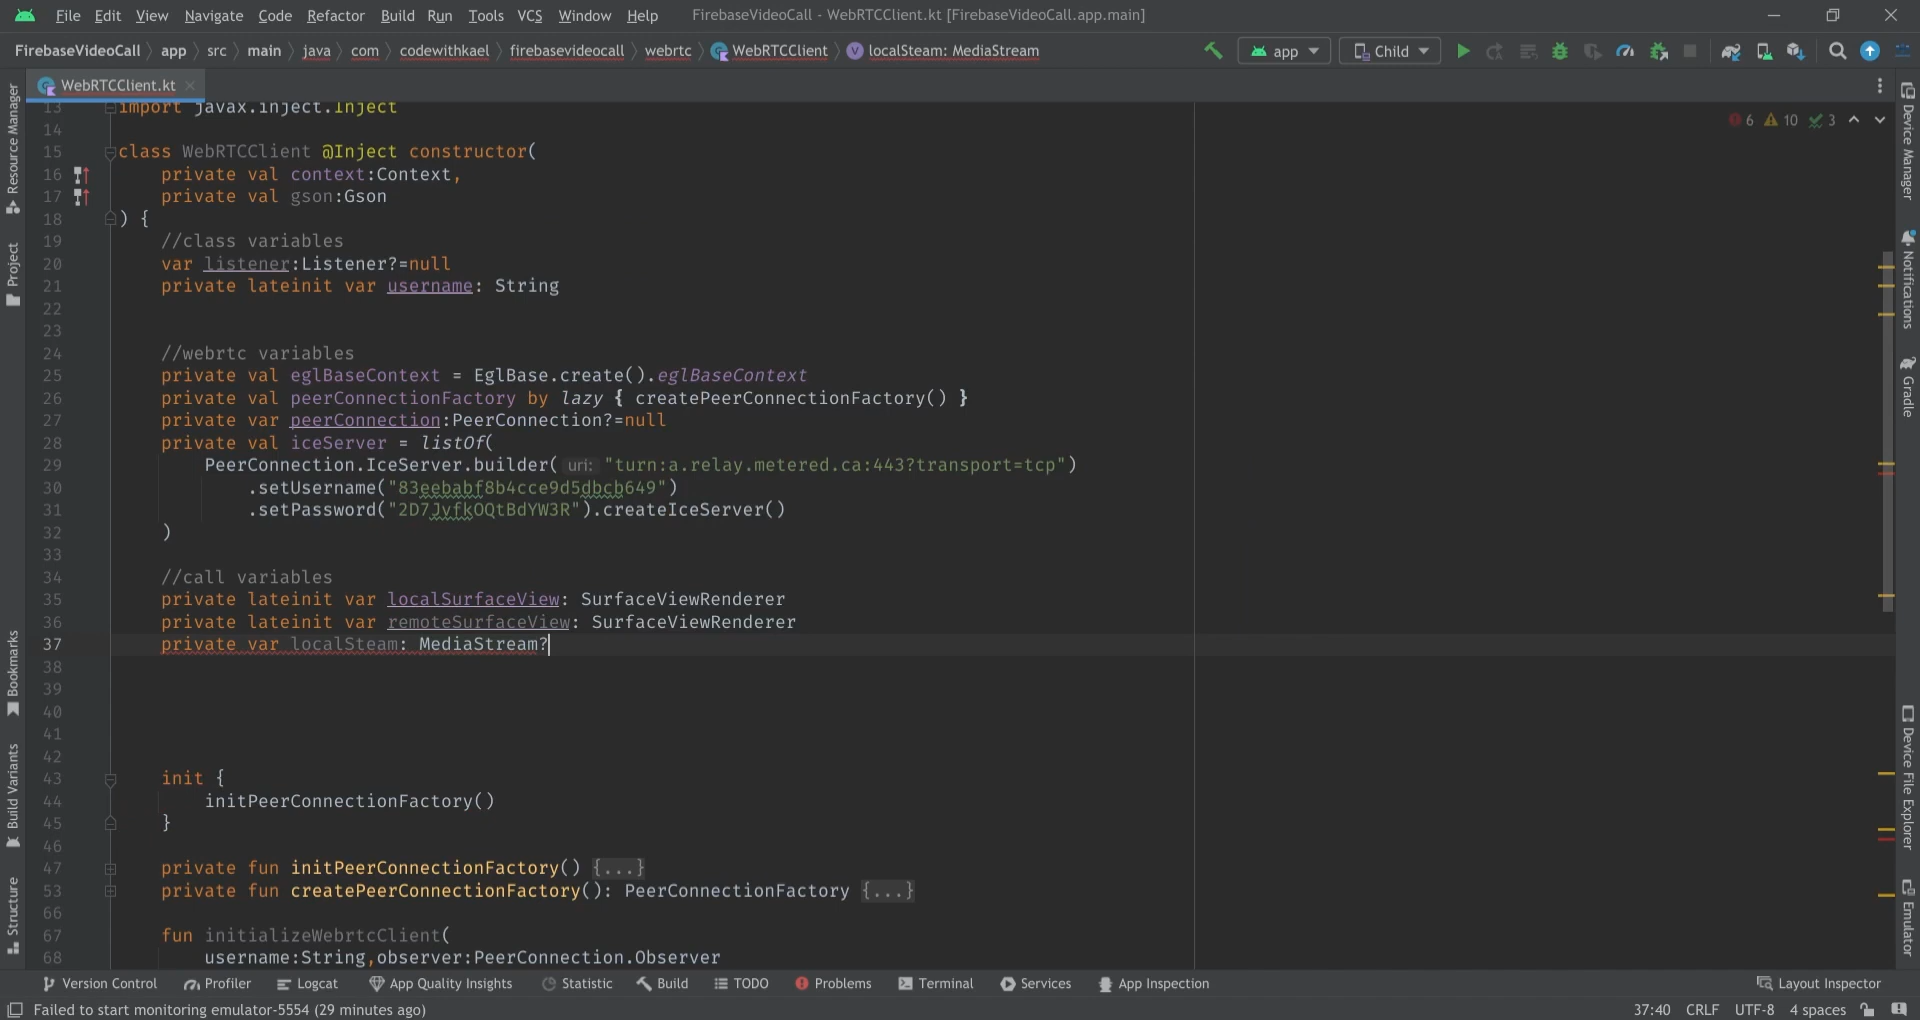 File Edit View Navigate Code Refactor Build Run Tools VCS Window Help FirebaseVideoCall - WebRTCClient.kt [FirebaseVideoCall.app.main]
FirebaseVideoCall app src main java com codewithkael firebasevideocall webrtc WebRTCClient localSteam: MediaStream app Child
WebRTCClient.kt
6 10 3
13 import javax.inject.Inject
14
15 class WebRTCClient @Inject constructor(
16 private val context:Context,
17 private val gson:Gson
18 ) {
19 //class variables
20 var listener:Listener?=null
21 private lateinit var username: String
22
23
24 //webrtc variables
25 private val eglBaseContext = EglBase.create().eglBaseContext
26 private val peerConnectionFactory by lazy { createPeerConnectionFactory() }
27 private var peerConnection:PeerConnection?=null
28 private val iceServer = listOf(
29 PeerConnection.IceServer.builder( uri: "turn:a.relay.metered.ca:443?transport=tcp")
30 .setUsername("83eebabf8b4cce9d5dbcb649")
31 .setPassword("2D7JvfkOQtBdYW3R").createIceServer()
32 )
33
34 //call variables
35 private lateinit var localSurfaceView: SurfaceViewRenderer
36 private lateinit var remoteSurfaceView: SurfaceViewRenderer
37 private var localSteam: MediaStream?
38
39
40
41
42
43 init {
44 initPeerConnectionFactory()
45 }
46
47 private fun initPeerConnectionFactory() {...}
53 private fun createPeerConnectionFactory(): PeerConnectionFactory {...}
66
67 fun initializeWebrtcClient(
68 username:String,observer:PeerConnection.Observer
Resource Manager
Project
Bookmarks
Build Variants
Structure
Device Manager
Notifications
Gradle
Device File Explorer
Emulator
Version Control Profiler Logcat App Quality Insights Statistic Build TODO Problems Terminal Services App Inspection Layout Inspector
Failed to start monitoring emulator-5554 (29 minutes ago) 37:40 CRLF UTF-8 4 spaces